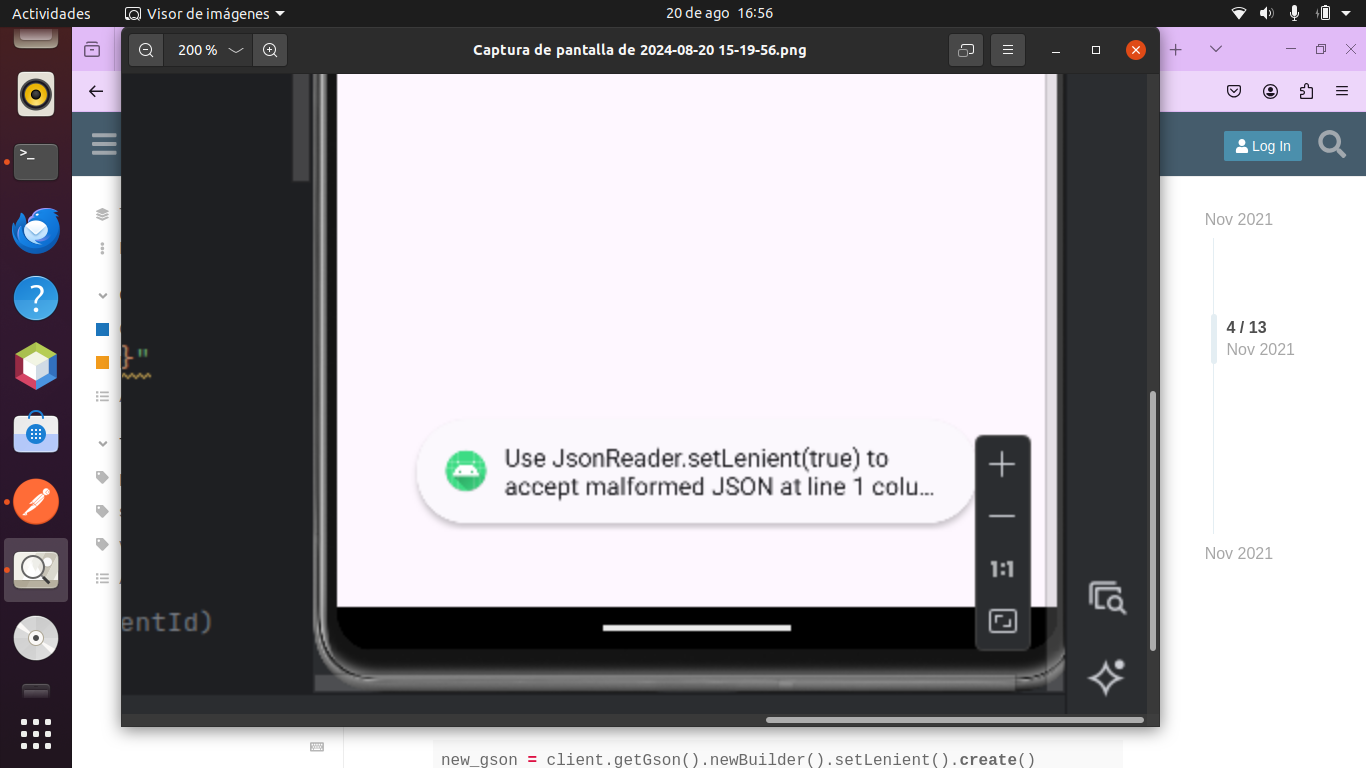 Actividades
Visor de imágenes
20 de ago 16:56
200 %
Captura de pantalla de 2024-08-20 15-19-56.png
Log In
Nov 2021
4 / 13
Nov 2021
}"
>_
?
Use JsonReader.setLenient(true) to
accept malformed JSON at line 1 colu...
1:1
Nov 2021
entId)
new_gson = client.getGson().newBuilder().setLenient().create()